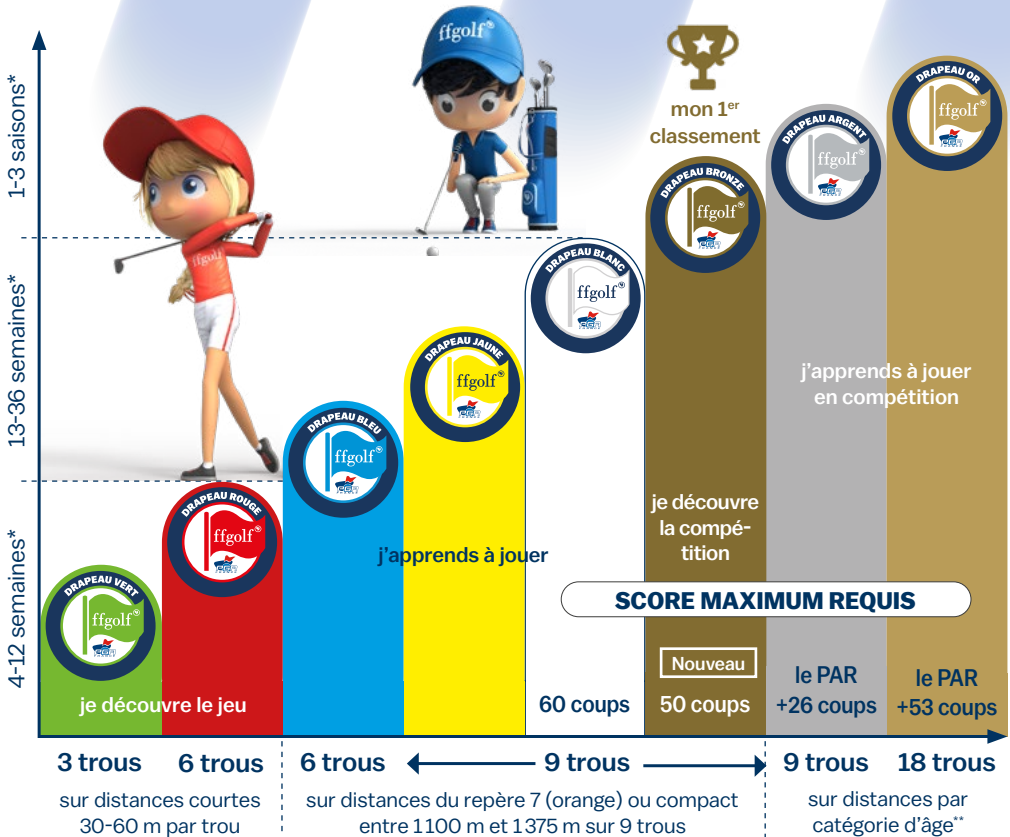 1-3 saisons*
13-36 semaines*
4-12 semaines*
ffgolf
ffgolf
mon 1er
classement
DRAPEAU VERT
ffgolf
DRAPEAU ROUGE
ffgolf
DRAPEAU BLEU
ffgolf
DRAPEAU JAUNE
ffgolf
DRAPEAU BLANC
ffgolf
DRAPEAU BRONZE
ffgolf
DRAPEAU ARGENT
ffgolf
DRAPEAU OR
ffgolf
je découvre le jeu
j'apprends à jouer
je découvre
la compé-
tition
j'apprends à jouer
en compétition
SCORE MAXIMUM REQUIS
60 coups
Nouveau
50 coups
le PAR
+26 coups
le PAR
+53 coups
3 trous
6 trous
6 trous
9 trous
9 trous
18 trous
sur distances courtes
30-60 m par trou
sur distances du repère 7 (orange) ou compact
entre 1100 m et 1375 m sur 9 trous
sur distances par
catégorie d'âge**